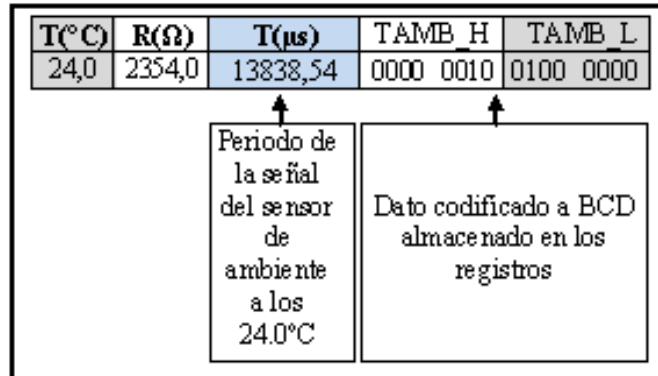 T(°C) R(Ω) T(µs) TAMB_H TAMB_L
24,0 2354,0 13838,54 0000 0010 0100 0000
Periodo de
la señal
del sensor
de
ambiente
a los
24.0°C
Dato codificado a BCD
almacenado en los
registros